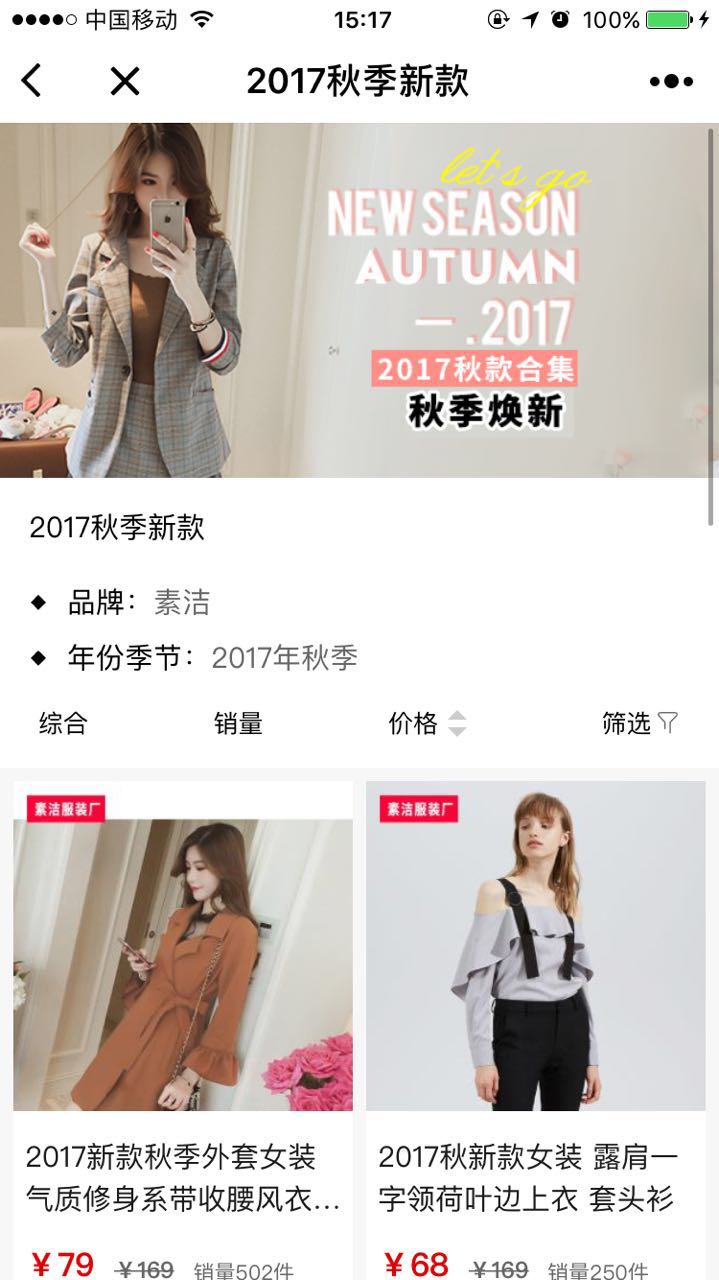 中国移动
15:17
100%
2017秋季新款
let's go
NEW SEASON
AUTUMN
—.2017
2017秋款合集
秋季焕新
2017秋季新款
品牌：素洁
年份季节：2017年秋季
综合
销量
价格
筛选
素洁服装厂
2017新款秋季外套女装
气质修身系带收腰风衣...
¥79 ¥169 销量502件
素洁服装厂
2017秋新款女装 露肩一
字领荷叶边上衣 套头衫
¥68 ¥169 销量250件